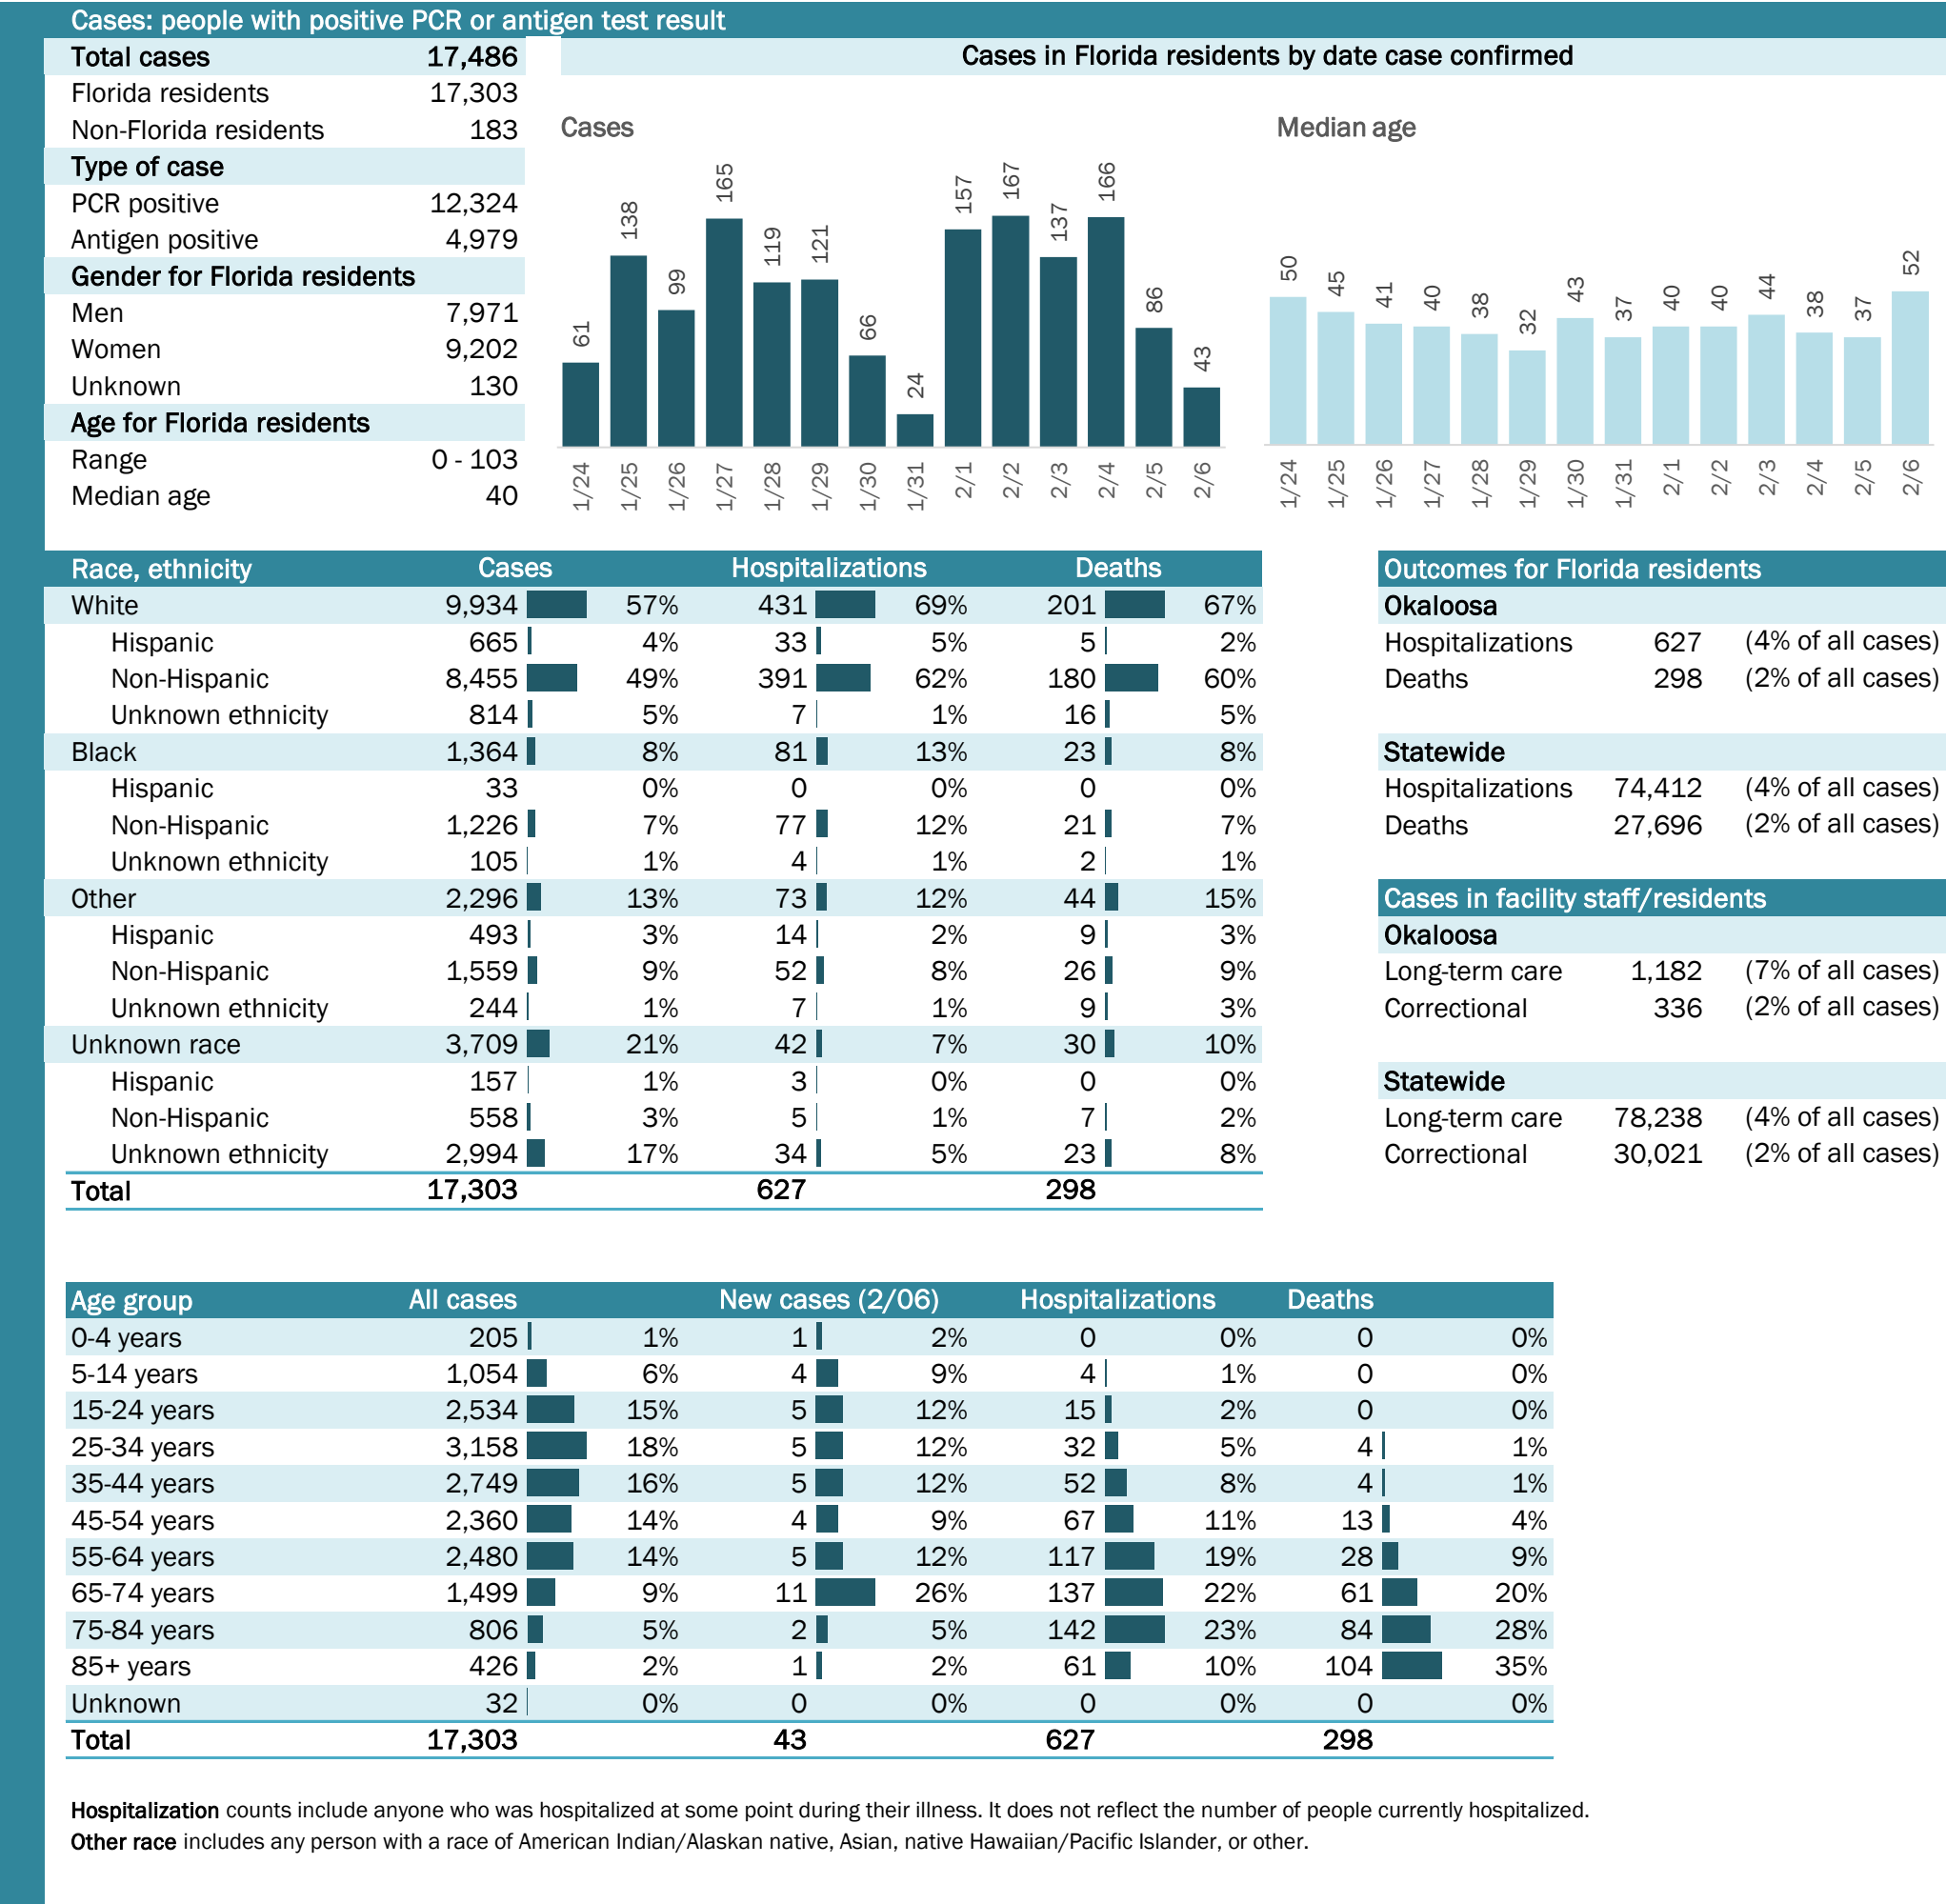 Cases: people with positive PCR or antigen test result
Total cases 17,486
Florida residents 17,303
Non-Florida residents 183
Type of case
PCR positive 12,324
Antigen positive 4,979
Gender for Florida residents
Men 7,971
Women 9,202
Unknown 130
Age for Florida residents
Range 0 - 103
Median age 40
Cases in Florida residents by date case confirmed
Cases
61 138 99 165 119 121 66 24 157 167 137 166 86 43
1/24 1/25 1/26 1/27 1/28 1/29 1/30 1/31 2/1 2/2 2/3 2/4 2/5 2/6
Median age
50 45 41 40 38 32 43 37 40 40 44 38 37 52
1/24 1/25 1/26 1/27 1/28 1/29 1/30 1/31 2/1 2/2 2/3 2/4 2/5 2/6
Race, ethnicity Cases Hospitalizations Deaths
White 9,934 57% 431 69% 201 67%
Hispanic 665 4% 33 5% 5 2%
Non-Hispanic 8,455 49% 391 62% 180 60%
Unknown ethnicity 814 5% 7 1% 16 5%
Black 1,364 8% 81 13% 23 8%
Hispanic 33 0% 0 0% 0 0%
Non-Hispanic 1,226 7% 77 12% 21 7%
Unknown ethnicity 105 1% 4 1% 2 1%
Other 2,296 13% 73 12% 44 15%
Hispanic 493 3% 14 2% 9 3%
Non-Hispanic 1,559 9% 52 8% 26 9%
Unknown ethnicity 244 1% 7 1% 9 3%
Unknown race 3,709 21% 42 7% 30 10%
Hispanic 157 1% 3 0% 0 0%
Non-Hispanic 558 3% 5 1% 7 2%
Unknown ethnicity 2,994 17% 34 5% 23 8%
Total 17,303 627 298
Outcomes for Florida residents
Okaloosa
Hospitalizations 627 (4% of all cases)
Deaths 298 (2% of all cases)
Statewide
Hospitalizations 74,412 (4% of all cases)
Deaths 27,696 (2% of all cases)
Cases in facility staff/residents
Okaloosa
Long-term care 1,182 (7% of all cases)
Correctional 336 (2% of all cases)
Statewide
Long-term care 78,238 (4% of all cases)
Correctional 30,021 (2% of all cases)
Age group All cases New cases (2/06) Hospitalizations Deaths
0-4 years 205 1% 1 2% 0 0% 0 0%
5-14 years 1,054 6% 4 9% 4 1% 0 0%
15-24 years 2,534 15% 5 12% 15 2% 0 0%
25-34 years 3,158 18% 5 12% 32 5% 4 1%
35-44 years 2,749 16% 5 12% 52 8% 4 1%
45-54 years 2,360 14% 4 9% 67 11% 13 4%
55-64 years 2,480 14% 5 12% 117 19% 28 9%
65-74 years 1,499 9% 11 26% 137 22% 61 20%
75-84 years 806 5% 2 5% 142 23% 84 28%
85+ years 426 2% 1 2% 61 10% 104 35%
Unknown 32 0% 0 0% 0 0% 0 0%
Total 17,303 43 627 298
Hospitalization counts include anyone who was hospitalized at some point during their illness. It does not reflect the number of people currently hospitalized.
Other race includes any person with a race of American Indian/Alaskan native, Asian, native Hawaiian/Pacific Islander, or other.